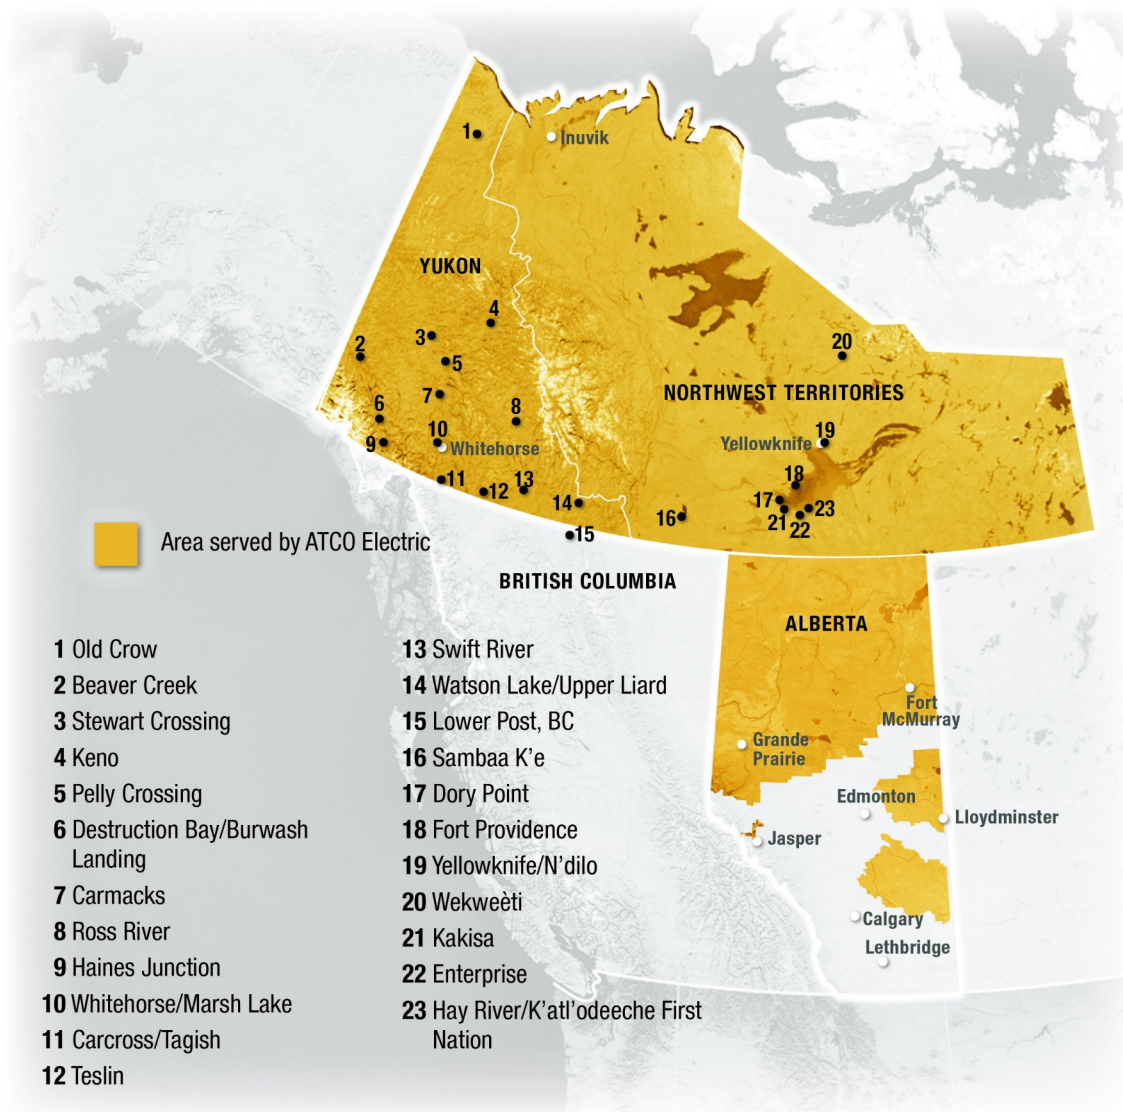 1
Inuvik
YUKON
4
3
2
5
20
NORTHWEST TERRITORIES
6
7
8
9
10
Whitehorse
Yellowknife
19
11
12
13
14
18
17
23
16
21
22
15
Area served by ATCO Electric
BRITISH COLUMBIA
ALBERTA
Fort
McMurray
Grande
Prairie
Edmonton
Lloydminster
Jasper
Calgary
Lethbridge
1 Old Crow
2 Beaver Creek
3 Stewart Crossing
4 Keno
5 Pelly Crossing
6 Destruction Bay/Burwash
Landing
7 Carmacks
8 Ross River
9 Haines Junction
10 Whitehorse/Marsh Lake
11 Carcross/Tagish
12 Teslin
13 Swift River
14 Watson Lake/Upper Liard
15 Lower Post, BC
16 Sambaa K'e
17 Dory Point
18 Fort Providence
19 Yellowknife/N'dilo
20 Wekweèti
21 Kakisa
22 Enterprise
23 Hay River/K'atl'odeeche First
Nation